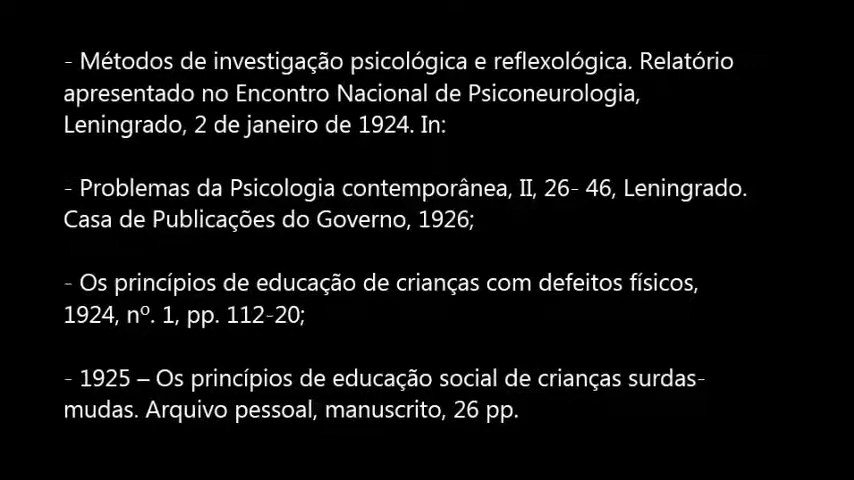 - Métodos de investigação psicológica e reflexológica. Relatório
apresentado no Encontro Nacional de Psiconeurologia,
Leningrado, 2 de janeiro de 1924. In:
- Problemas da Psicologia contemporânea, II, 26- 46, Leningrado.
Casa de Publicações do Governo, 1926;
- Os princípios de educação de crianças com defeitos físicos,
1924, nº. 1, pp. 112-20;
- 1925 – Os princípios de educação social de crianças surdas-
mudas. Arquivo pessoal, manuscrito, 26 pp.